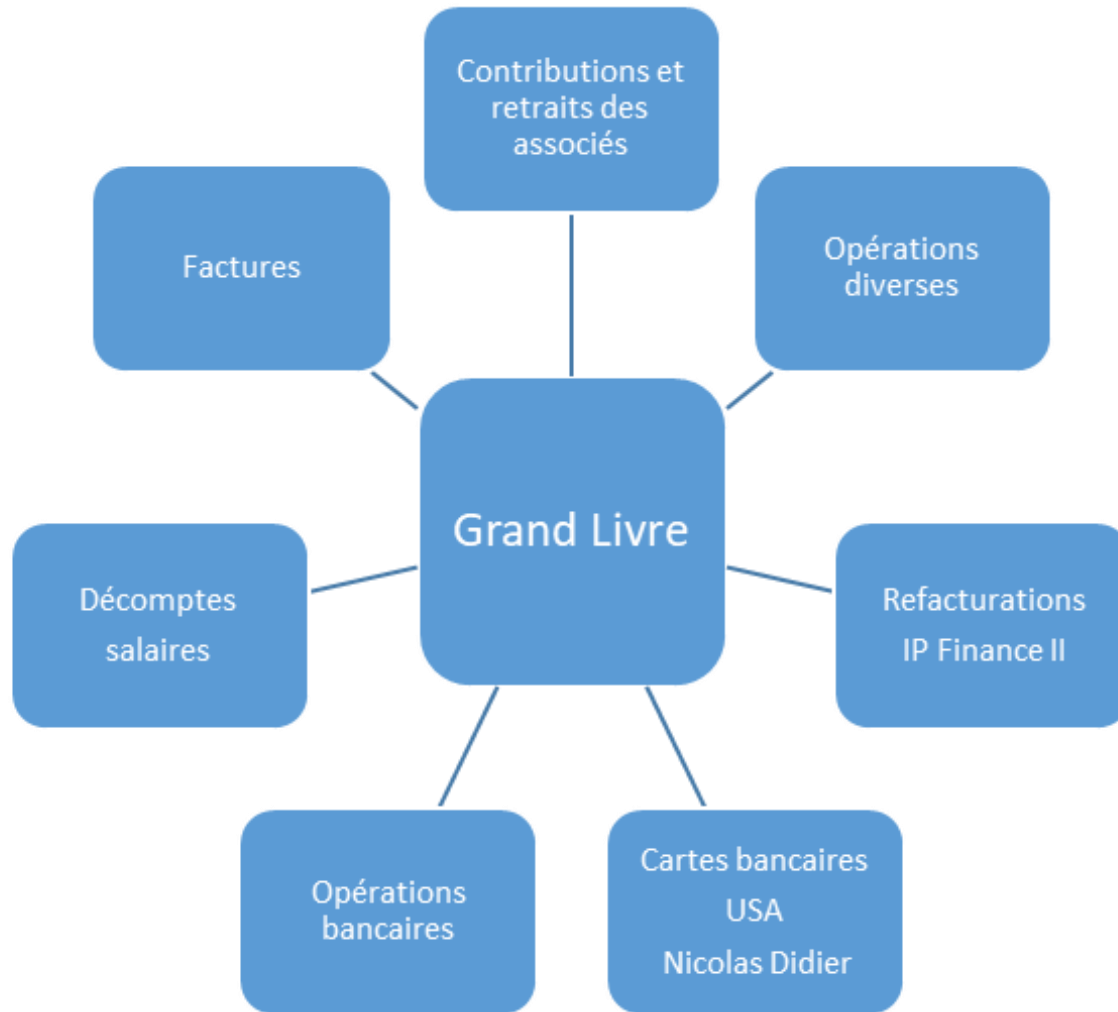 Contributions et
retraits des
associés
Factures
Opérations
diverses
Grand Livre
Décomptes
salaires
Refacturations
IP Finance II
Opérations
bancaires
Cartes bancaires
USA
Nicolas Didier